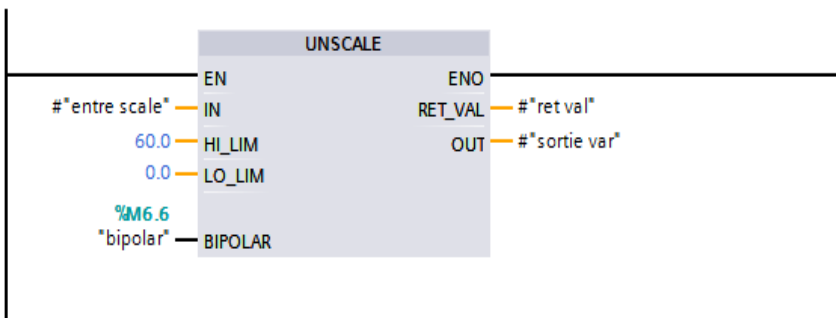 UNSCALE
EN ENO
#"entre scale" IN RET_VAL #"ret val"
60.0 HI_LIM OUT #"sortie var"
0.0 LO_LIM
%M6.6
"bipolar" BIPOLAR